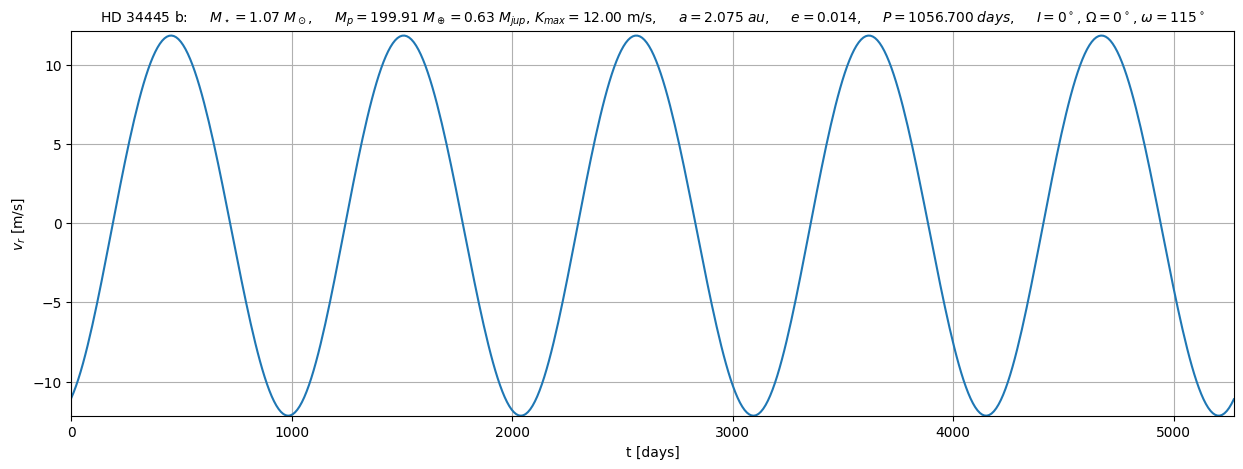 HD 34445 b: M⋆ = 1.07 M⊙, Mp = 199.91 M⊕ = 0.63 Mjup, Kmax = 12.00 m/s, a = 2.075 au, e = 0.014, P = 1056.700 days, I = 0°, Ω = 0°, ω = 115°
10
5
0
−5
−10
vr [m/s]
0 1000 2000 3000 4000 5000
t [days]